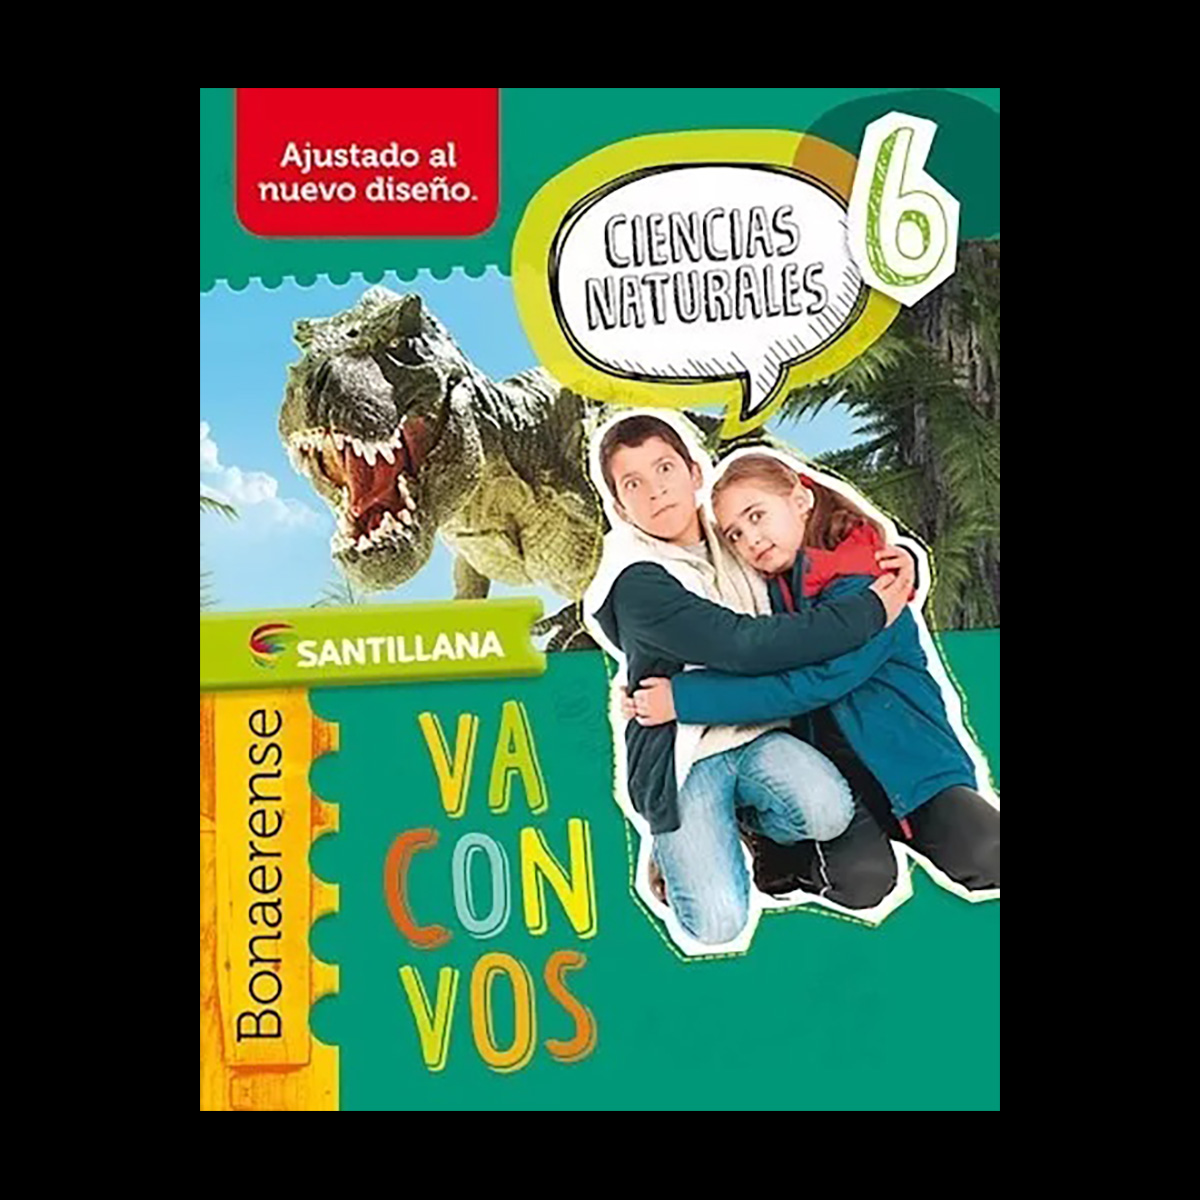 Ajustado al
nuevo diseño.
CIENCIAS
NATURALES
6
SANTILLANA
Bonaerense
VA
CON
VOS